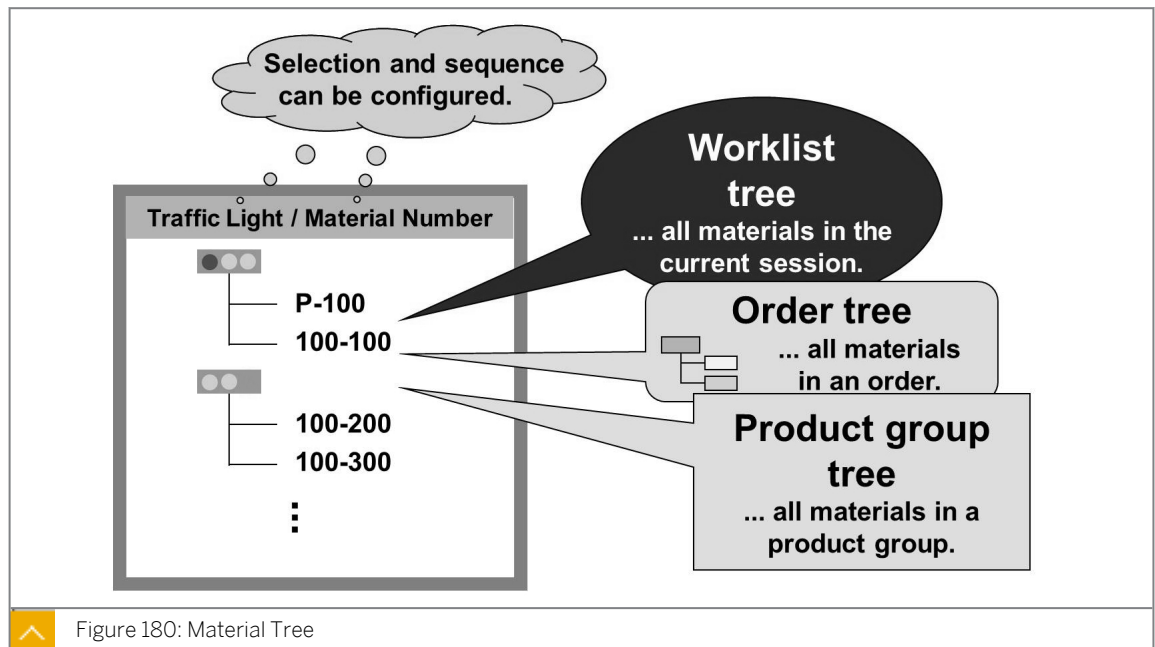 Selection and sequence
can be configured.
Worklist
tree
... all materials in the
current session.
Traffic Light / Material Number
P-100
100-100
Order tree
... all materials
in an order.
100-200
100-300
Product group
tree
... all materials in a
product group.
Figure 180: Material Tree